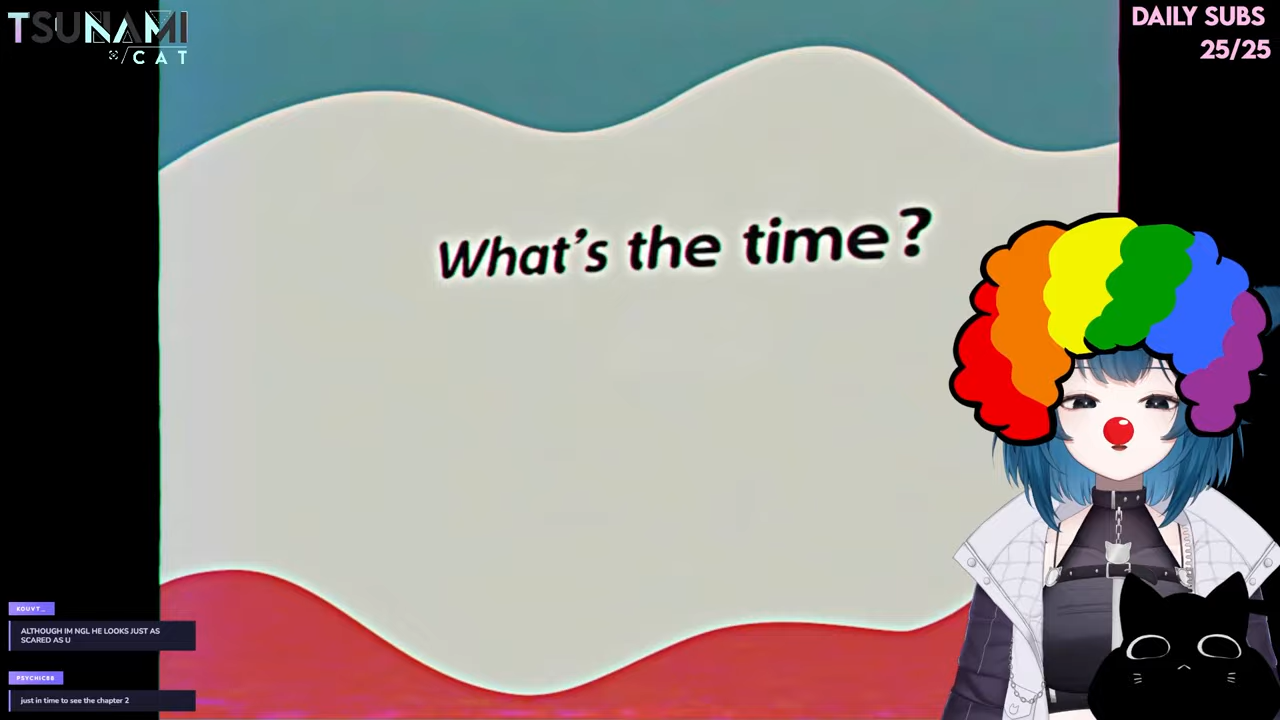 TSUNAMI
CAT
DAILY SUBS
25/25
What's the time?
KOUVT_
ALTHOUGH IM NGL HE LOOKS JUST AS
SCARED AS U
PSYCHIC88
just in time to see the chapter 2